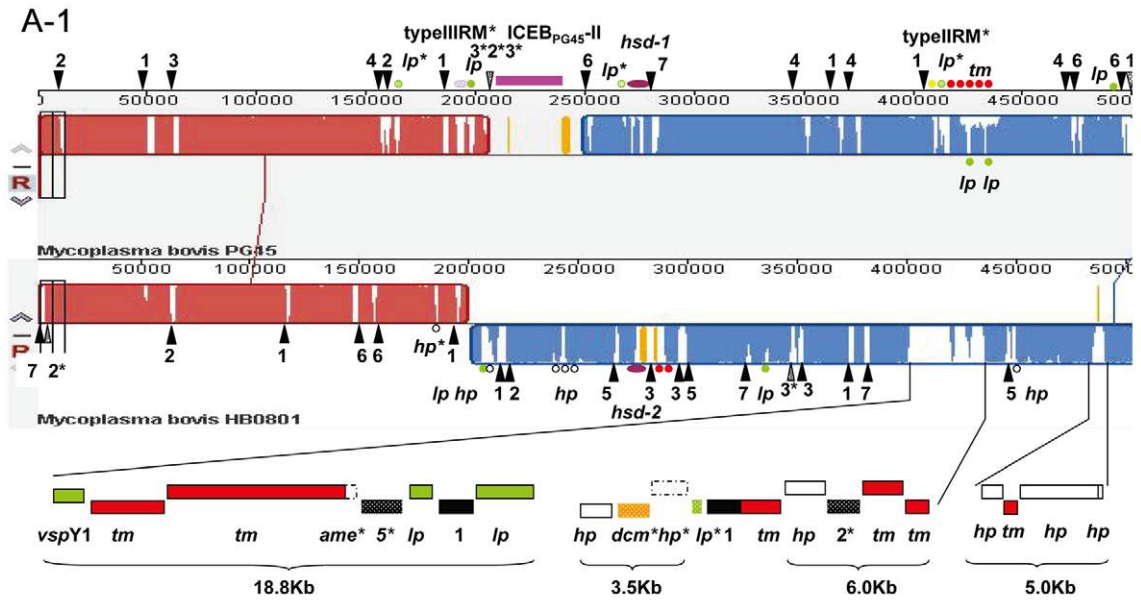 A-1
typeIIIRM* ICEB_PG45-II typeIIRM*
lp* lp 3*2*3* lp* hsd-1 lp* tm
2 1 3 4 2 1 6 7 4 1 4 1 4 6 lp 6 1
50000 100000 150000 200000 250000 300000 350000 400000 450000
lp lp
R
Mycoplasma bovis PG45
50000 100000 150000 200000 250000 300000 350000 400000 450000
P
7 2* 2 1 6 6 hp* 1
lp hp 1 2 hp 5 3 3 5 7 lp 3* 3 1 7 5 hp
hsd-2
Mycoplasma bovis HB0801
vspY1 tm tm ame* 5* lp 1 lp hp dcm* hp* lp* 1 tm hp 2* tm tm hp tm hp hp
18.8Kb 3.5Kb 6.0Kb 5.0Kb